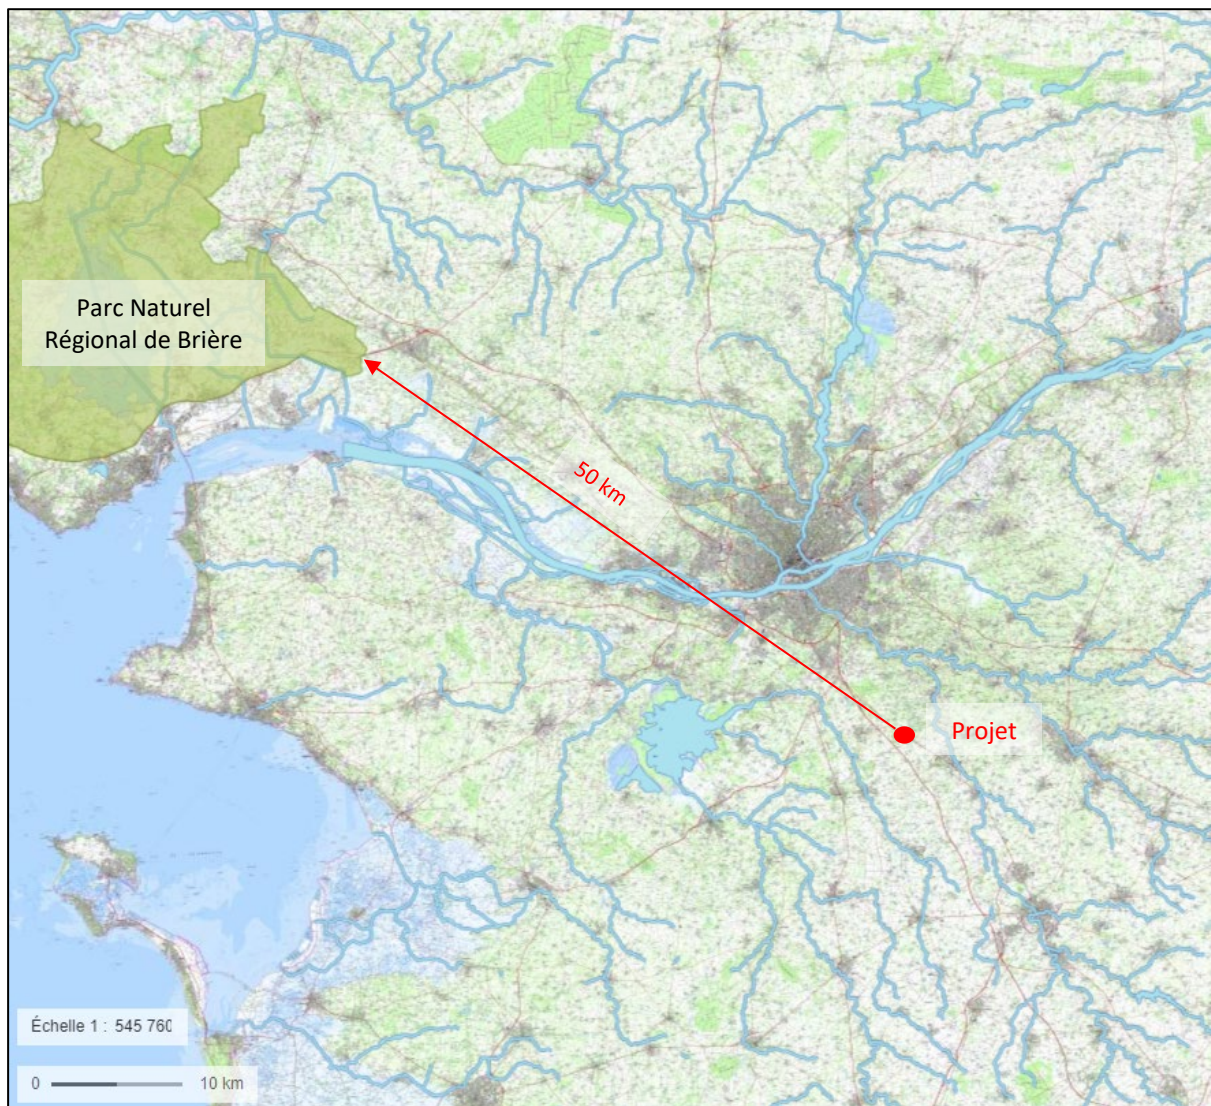 Parc Naturel
Régional de Brière
50 km
Projet
Échelle 1 : 545 760
0 10 km